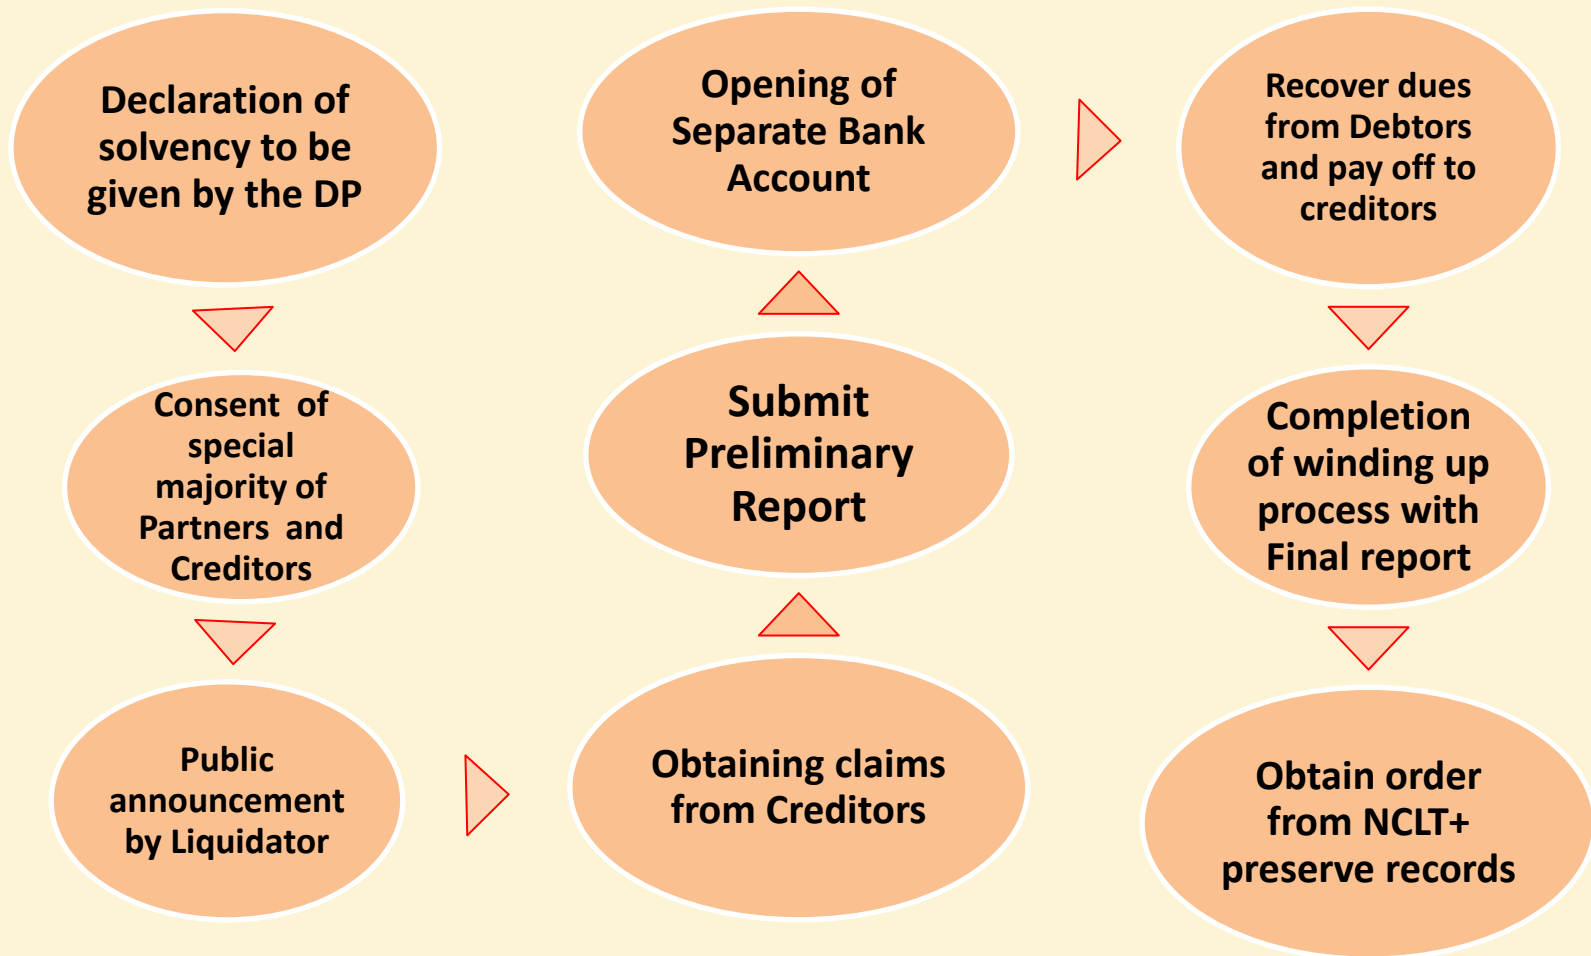 Declaration of
solvency to be
given by the DP
Consent of
special
majority of
Partners and
Creditors
Public
announcement
by Liquidator
Obtaining claims
from Creditors
Submit
Preliminary
Report
Opening of
Separate Bank
Account
Recover dues
from Debtors
and pay off to
creditors
Completion
of winding up
process with
Final report
Obtain order
from NCLT+
preserve records